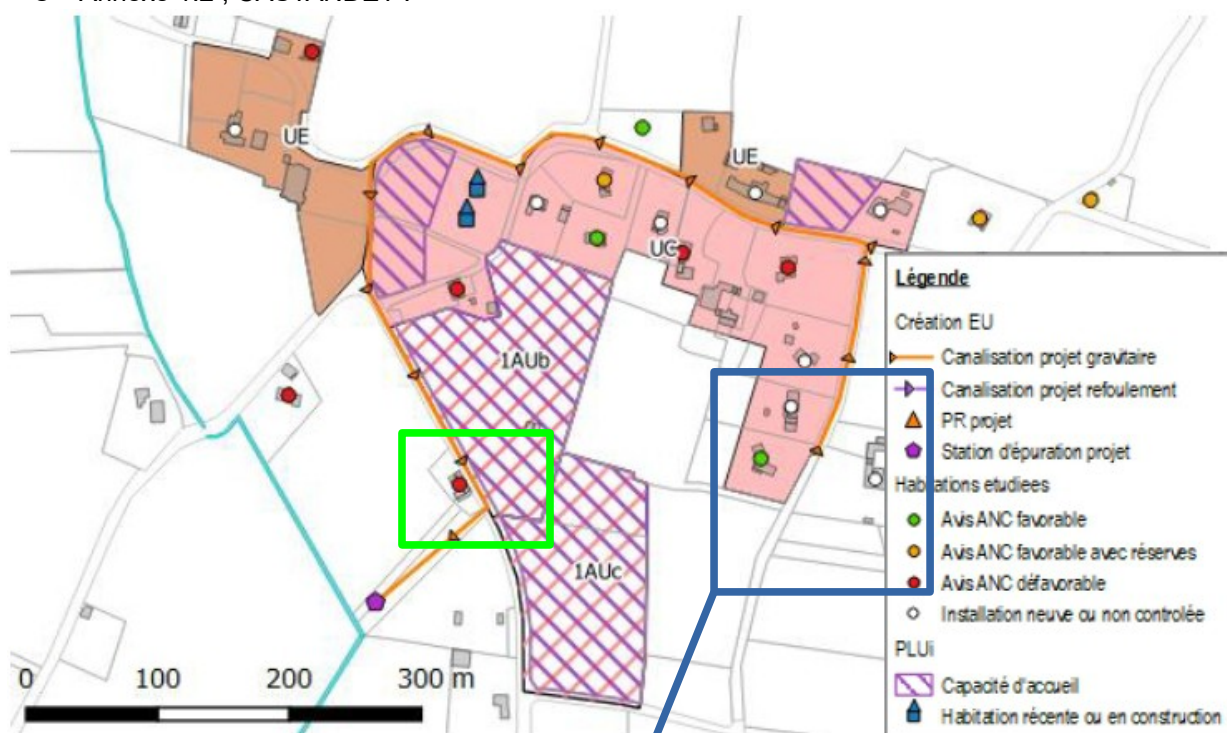 UE
UE
UC
1AUb
1AUc
0 100 200 300 m
Légende
Création EU
Canalisation projet gravitaire
Canalisation projet refoulement
PR projet
Station d'épuration projet
Habitations etudiees
Avis ANC favorable
Avis ANC favorable avec réserves
Avis ANC défavorable
Installation neuve ou non controlée
PLUi
Capacité d'accueil
Habitation récente ou en construction